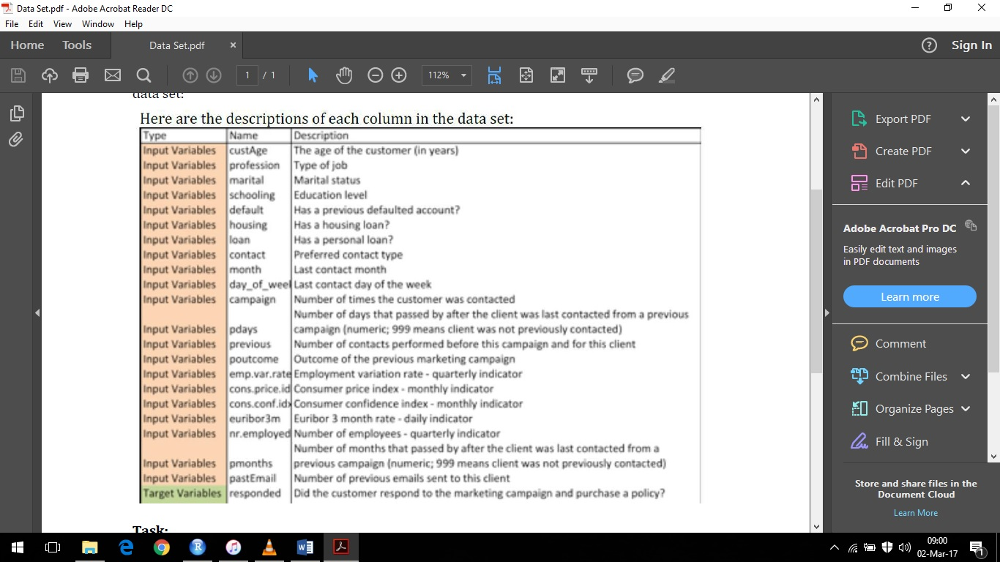 Data Set.pdf - Adobe Acrobat Reader DC
File Edit View Window Help
Home Tools Data Set.pdf × ? Sign In
1 / 1 112%
data set:
Here are the descriptions of each column in the data set:
Type Name Description
Input Variables custAge The age of the customer (in years)
Input Variables profession Type of job
Input Variables marital Marital status
Input Variables schooling Education level
Input Variables default Has a previous defaulted account?
Input Variables housing Has a housing loan?
Input Variables loan Has a personal loan?
Input Variables contact Preferred contact type
Input Variables month Last contact month
Input Variables day_of_week Last contact day of the week
Input Variables campaign Number of times the customer was contacted
Number of days that passed by after the client was last contacted from a previous
Input Variables pdays campaign (numeric; 999 means client was not previously contacted)
Input Variables previous Number of contacts performed before this campaign and for this client
Input Variables poutcome Outcome of the previous marketing campaign
Input Variables emp.var.rate Employment variation rate - quarterly indicator
Input Variables cons.price.id Consumer price index - monthly indicator
Input Variables cons.conf.idx Consumer confidence index - monthly indicator
Input Variables euribor3m Euribor 3 month rate - daily indicator
Input Variables nr.employed Number of employees - quarterly indicator
Number of months that passed by after the client was last contacted from a
Input Variables pmonths previous campaign (numeric; 999 means client was not previously contacted)
Input Variables pastEmail Number of previous emails sent to this client
Target Variables responded Did the customer respond to the marketing campaign and purchase a policy?
Task:
Export PDF
Create PDF
Edit PDF
Adobe Acrobat Pro DC
Easily edit text and images
in PDF documents
Learn more
Comment
Combine Files
Organize Pages
Fill & Sign
Store and share files in the
Document Cloud
Learn More
09:00
02-Mar-17
1